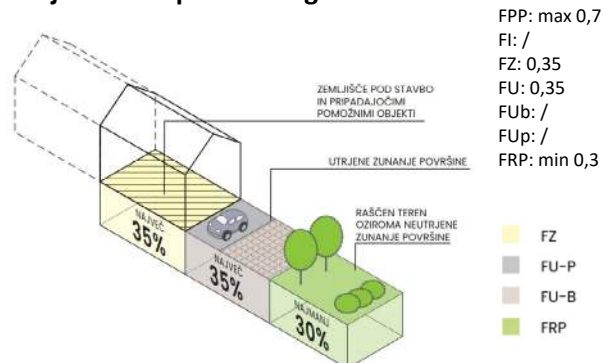 FPP: max 0,7
FI: /
FZ: 0,35
FU: 0,35
FUb: /
FUp: /
FRP: min 0,3
ZEMLJIŠČE POD STAVBO
IN PRIPADAJOČIMI
POMOŽNIMI OBJEKTI
UTRJENE ZUNANJE POVRŠINE
RAŠČEN TEREN
OZIROMA NEUTRJENE
ZUNANJE POVRŠINE
NAJVEČ
35%
NAJVEČ
35%
NAJMANJ
30%
FZ
FU-P
FU-B
FRP